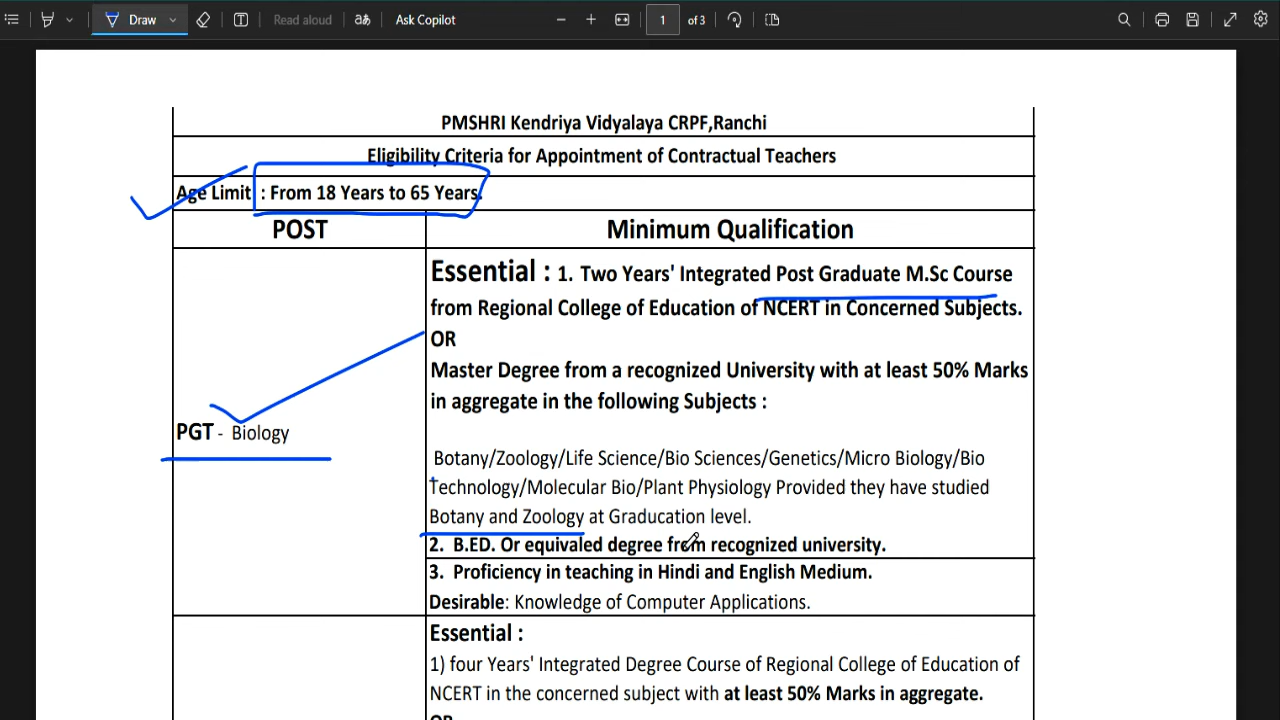 Draw
Read aloud
aあ
Ask Copilot
1 of 3
PMSHRI Kendriya Vidyalaya CRPF,Ranchi
Eligibility Criteria for Appointment of Contractual Teachers
Age Limit : From 18 Years to 65 Years.
POST
Minimum Qualification
Essential : 1. Two Years' Integrated Post Graduate M.Sc Course
from Regional College of Education of NCERT in Concerned Subjects.
OR
Master Degree from a recognized University with at least 50% Marks
in aggregate in the following Subjects :
PGT - Biology
Botany/Zoology/Life Science/Bio Sciences/Genetics/Micro Biology/Bio
Technology/Molecular Bio/Plant Physiology Provided they have studied
Botany and Zoology at Graducation level.
2. B.ED. Or equivaled degree from recognized university.
3. Proficiency in teaching in Hindi and English Medium.
Desirable: Knowledge of Computer Applications.
Essential :
1) four Years' Integrated Degree Course of Regional College of Education of
NCERT in the concerned subject with at least 50% Marks in aggregate.
OR